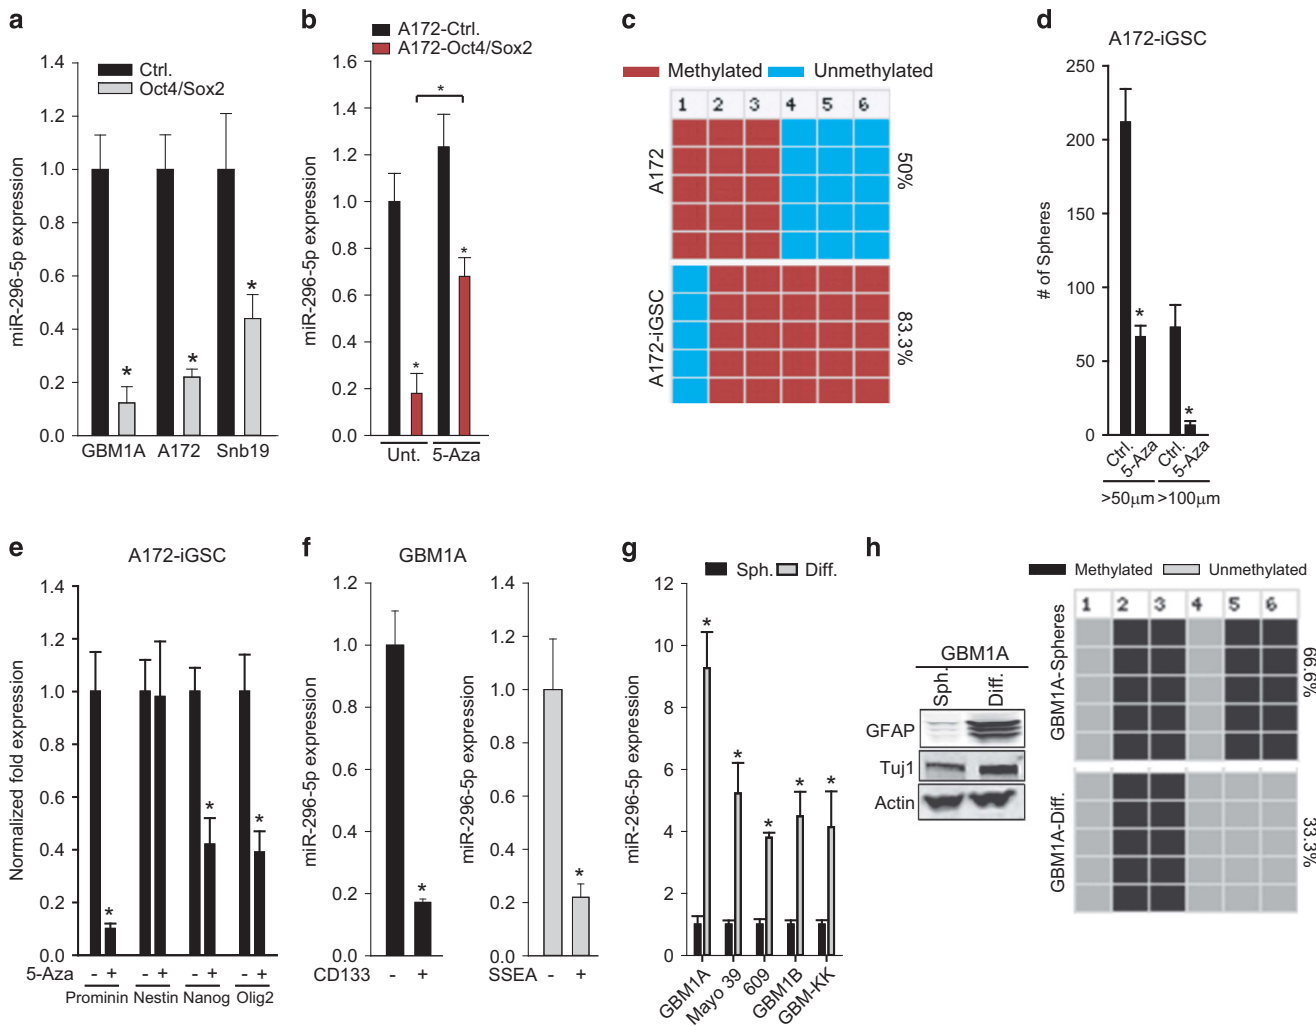 a
Ctrl.
Oct4/Sox2
miR-296-5p expression
1.4
1.2
1.0
0.8
0.6
0.4
0.2
0.0
*
*
*
GBM1A A172 Snb19
b
A172-Ctrl.
A172-Oct4/Sox2
miR-296-5p expression
1.6
1.4
1.2
1.0
0.8
0.6
0.4
0.2
0.0
*
*
*
Unt. 5-Aza
c
Methylated Unmethylated
1 2 3 4 5 6
A172
50%
A172-iGSC
83.3%
d
A172-iGSC
# of Spheres
250
200
150
100
50
0
*
*
Ctrl. 5-Aza Ctrl. 5-Aza
>50μm >100μm
e
A172-iGSC
Normalized fold expression
1.4
1.2
1.0
0.8
0.6
0.4
0.2
0.0
*
*
*
5-Aza - + - + - + - +
Prominin Nestin Nanog Olig2
f
GBM1A
miR-296-5p expression
1.2
1.0
0.8
0.6
0.4
0.2
0.0
*
CD133 - +
miR-296-5p expression
1.4
1.2
1.0
0.8
0.6
0.4
0.2
0.0
*
SSEA - +
g
Sph. Diff.
miR-296-5p expression
12
10
8
6
4
2
0
*
*
*
*
*
GBM1A Mayo 39 609 GBM1B GBM-KK
h
GBM1A
Sph. Diff.
GFAP
Tuj1
Actin
Methylated Unmethylated
1 2 3 4 5 6
GBM1A-Spheres
66.6%
GBM1A-Diff.
33.3%